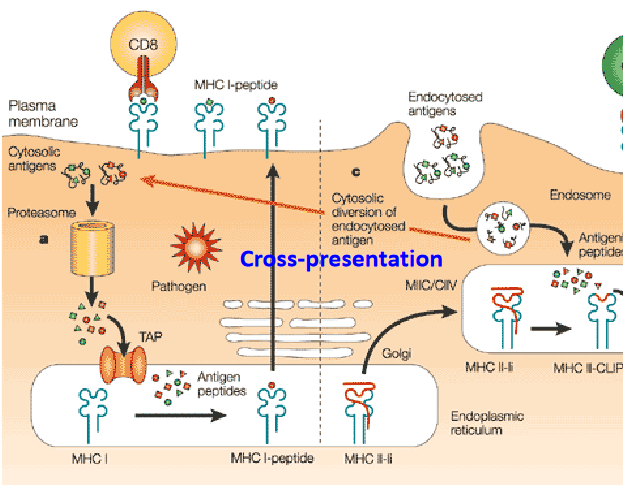 CD8
MHC I-peptide
Plasma
membrane
Endocytosed
antigens
Cytosolic
antigens
c
Cytosolic
diversion of
endocytosed
antigen
Endosome
Proteasome
a
Antigeni
peptides
Cross-presentation
Pathogen
MIIC/CIIV
TAP
Golgi
Antigen
peptides
MHC II-Ii
MHC II-CLIP
Endoplasmic
reticulum
MHC I
MHC I-peptide
MHC II-Ii